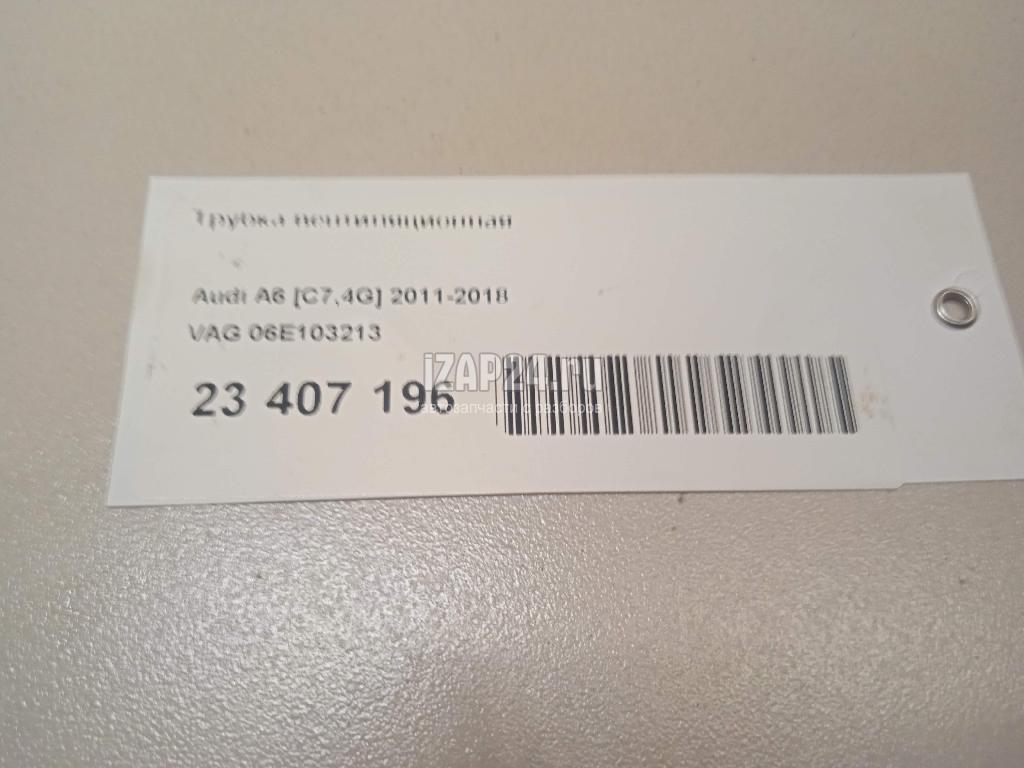 Трубка вентиляционная
Audi A6 [C7,4G] 2011-2018
VAG 06E103213
23 407 196
iZAP24.ru
автозапчасти с разборов